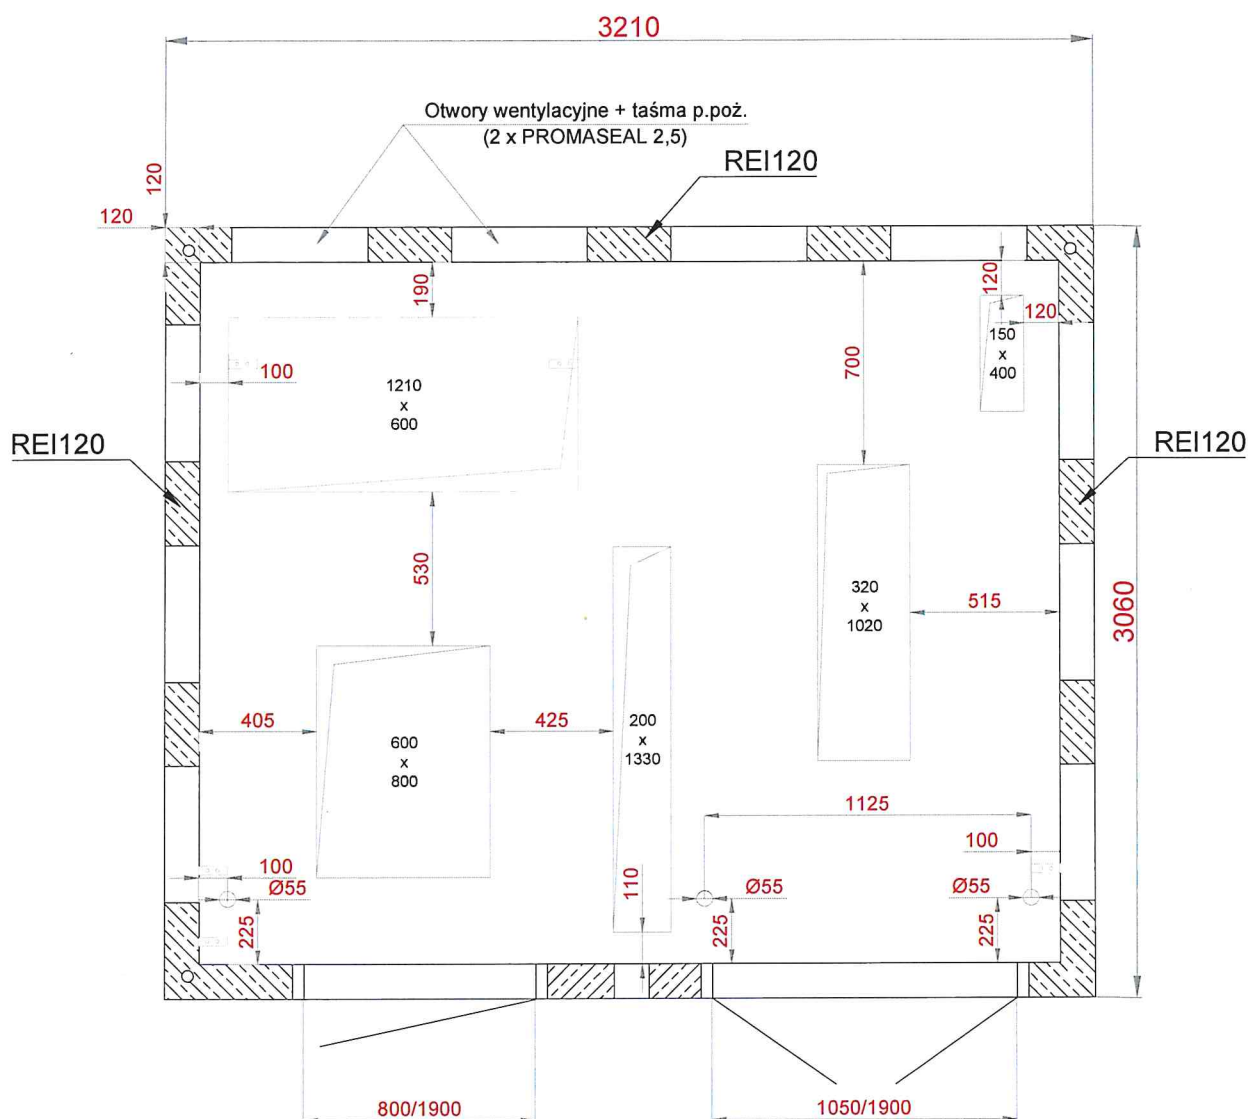 3210
Otwory wentylacyjne + taśma p.poż.
(2 x PROMASEAL 2,5)
REI120
120
120
190
120
120
150
x
400
100
700
1210
x
600
REI120
REI120
530
320
x
1020
515
3060
405
425
200
x
1330
600
x
800
1125
100
100
110
Ø55
Ø55
Ø55
225
225
225
800/1900
1050/1900